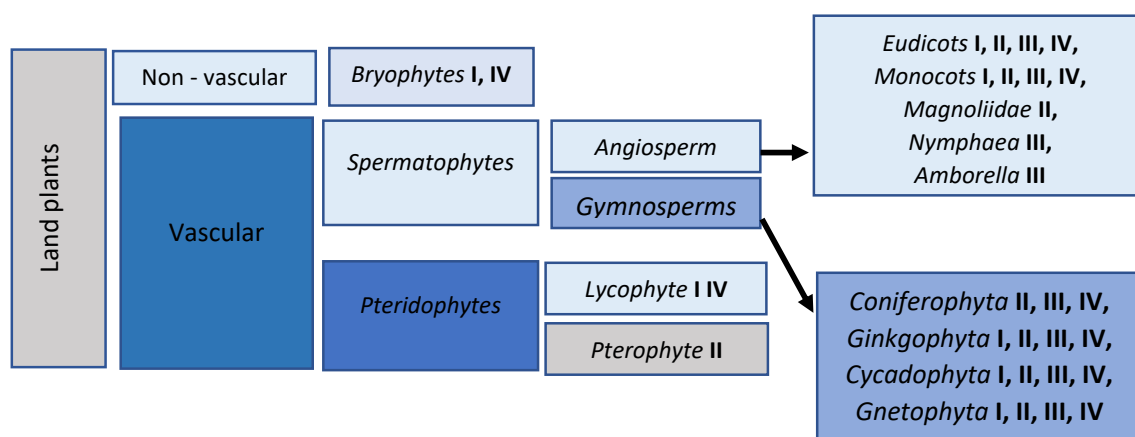 Land plants
Non - vascular
Vascular
Bryophytes I, IV
Spermatophytes
Pteridophytes
Angiosperm
Gymnosperms
Lycophyte I IV
Pterophyte II
Eudicots I, II, III, IV,
Monocots I, II, III, IV,
Magnoliidae II,
Nymphaea III,
Amborella III
Coniferophyta II, III, IV,
Ginkgophyta I, II, III, IV,
Cycadophyta I, II, III, IV,
Gnetophyta I, II, III, IV